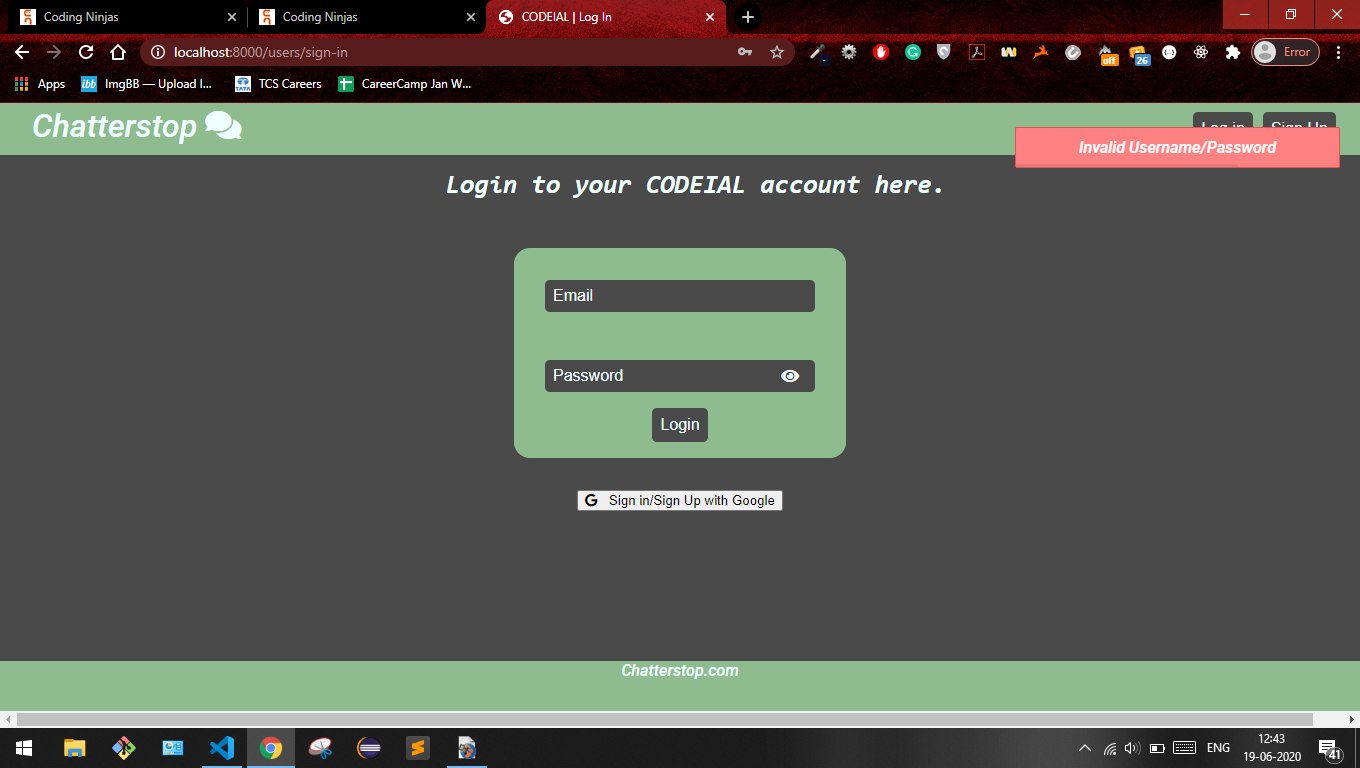 Coding Ninjas
Coding Ninjas
CODEIAL | Log In
localhost:8000/users/sign-in
off
26
Error
Apps
ibb
ImgBB — Upload I...
TATA
TCS Careers
CareerCamp Jan W...
Chatterstop
Log in
Sign Up
Invalid Username/Password
Login to your CODEIAL account here.
Email
Password
Login
G Sign in/Sign Up with Google
Chatterstop.com
ENG
12:43
19-06-2020
41